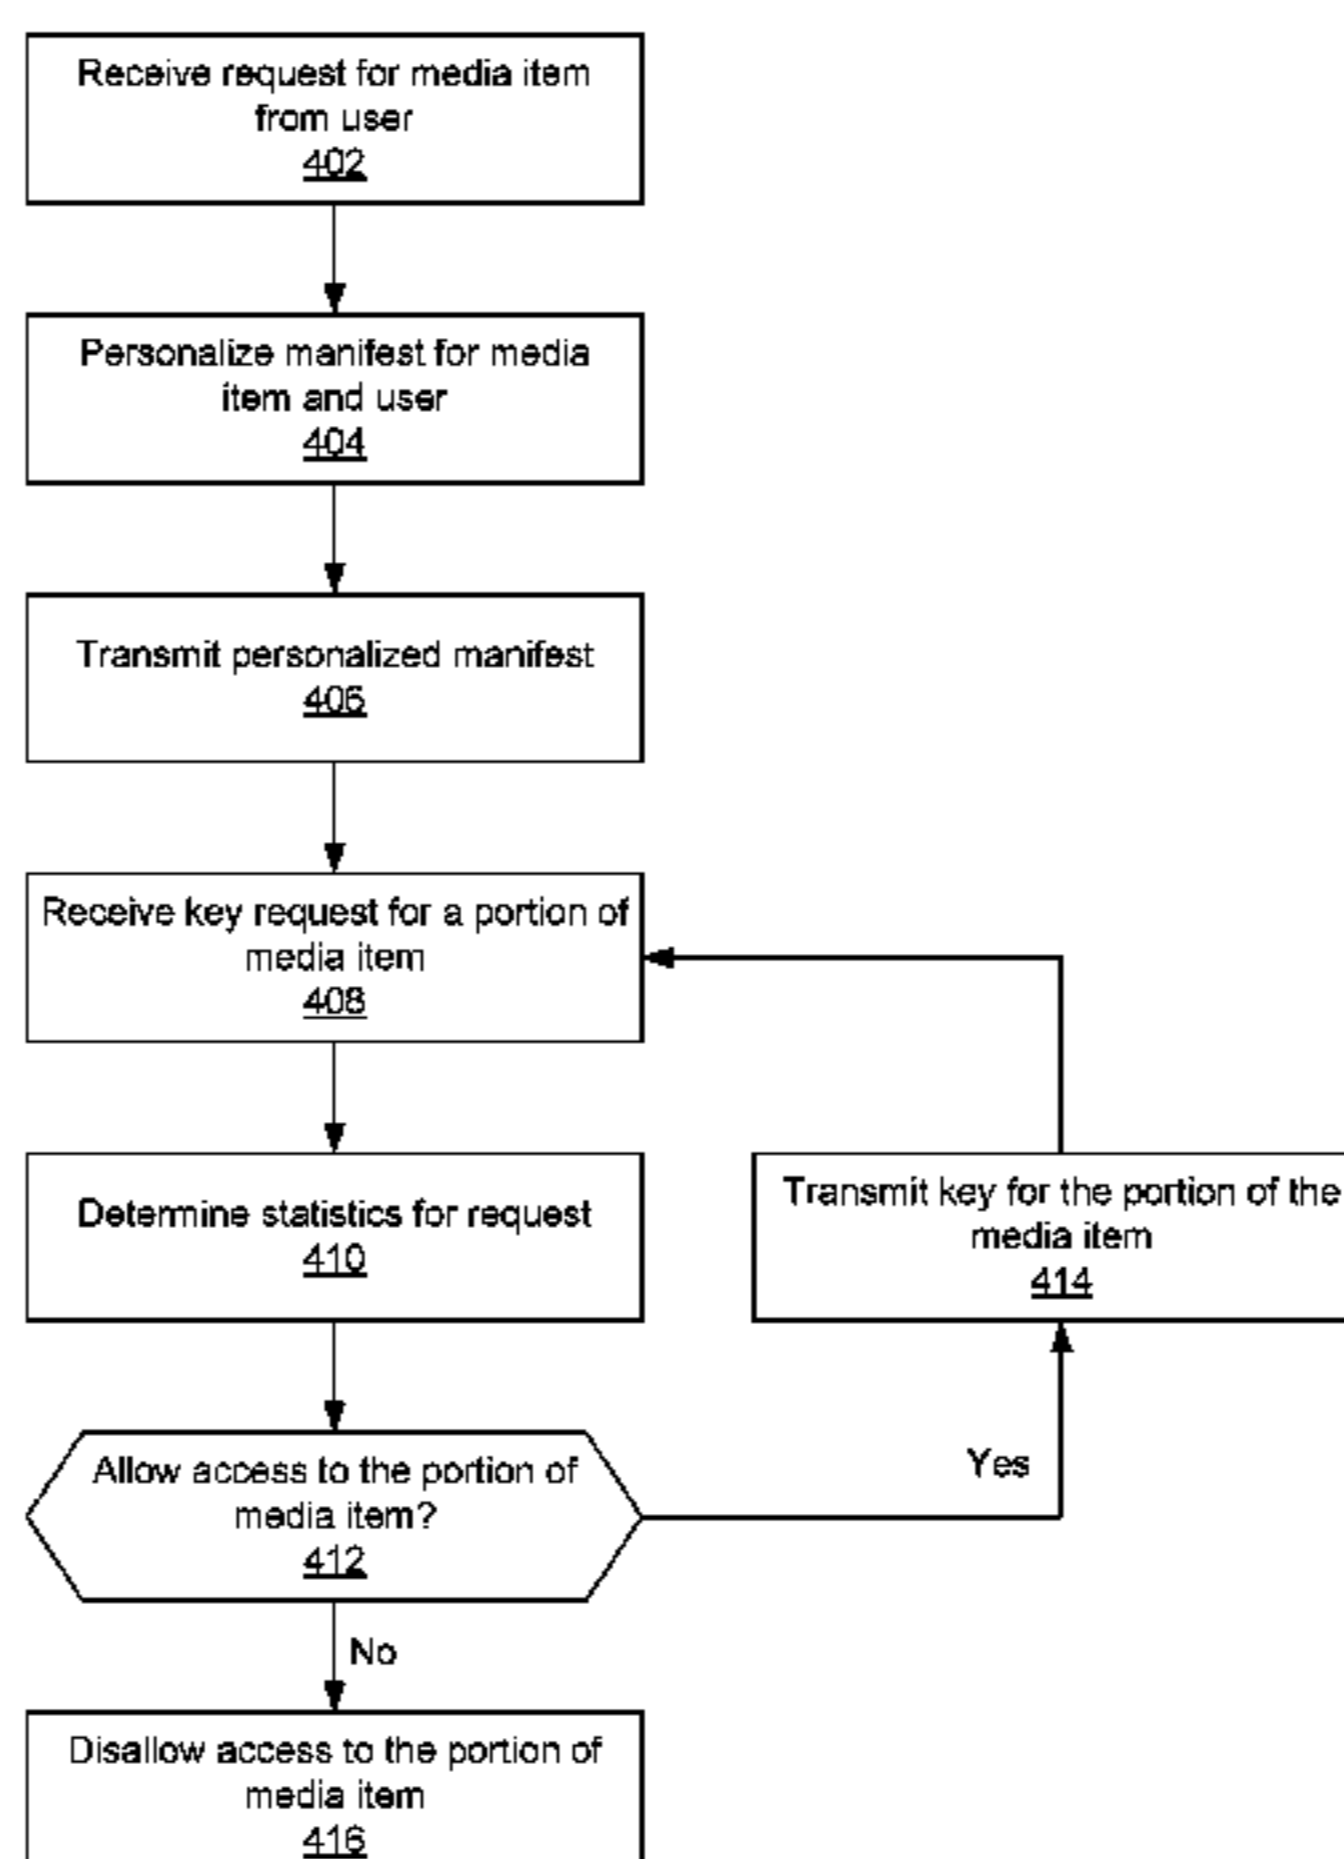 Receive request for media item
from user
402
Personalize manifest for media
item and user
404
Transmit personalized manifest
406
Receive key request for a portion of
media item
408
Determine statistics for request
410
Transmit key for the portion of the
media item
414
Allow access to the portion of
media item?
412
Yes
No
Disallow access to the portion of
media item
416